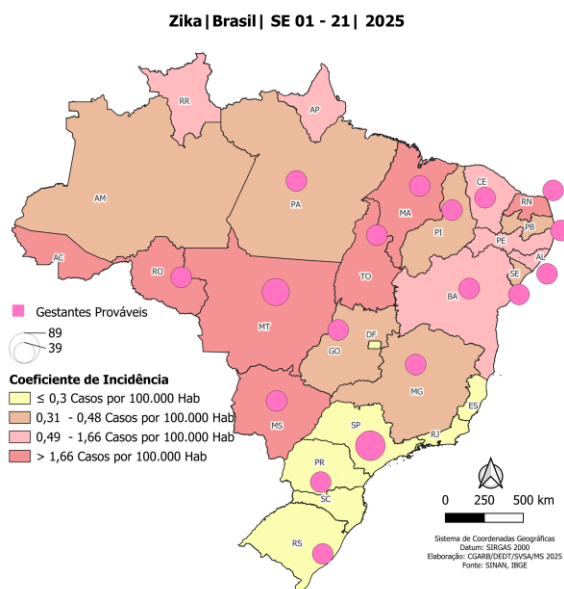 Zika|Brasil| SE 01 - 21| 2025
RR
AP
AM
PA
MA
CE
RN
PB
PI
PE
AL
SE
AC
RO
TO
BA
MT
GO
DF
MG
ES
MS
SP
RJ
PR
SC
RS
Gestantes Prováveis
89
39
Coeficiente de Incidência
≤ 0,3 Casos por 100.000 Hab
0,31 - 0,48 Casos por 100.000 Hab
0,49 - 1,66 Casos por 100.000 Hab
> 1,66 Casos por 100.000 Hab
0 250 500 km
Sistema de Coordenadas Geográficas
Datum: SIRGAS 2000
Elaboração: CGARB/DEDT/SVSA/MS 2025
Fonte: SINAN, IBGE